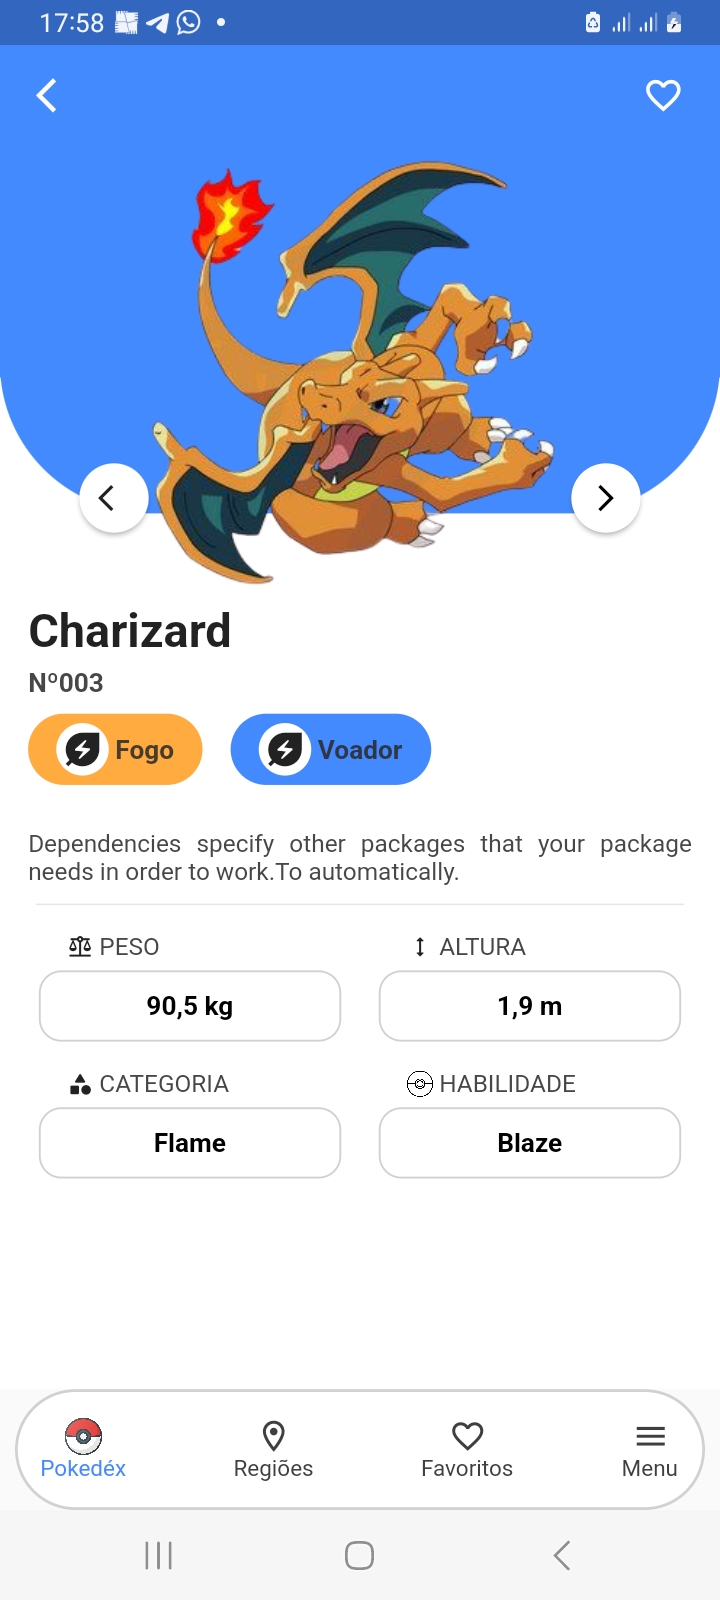 17:58
Charizard
Nº003
Fogo Voador
Dependencies specify other packages that your package
needs in order to work.To automatically.
PESO ALTURA
90,5 kg 1,9 m
CATEGORIA HABILIDADE
Flame Blaze
Pokedéx Regiões Favoritos Menu